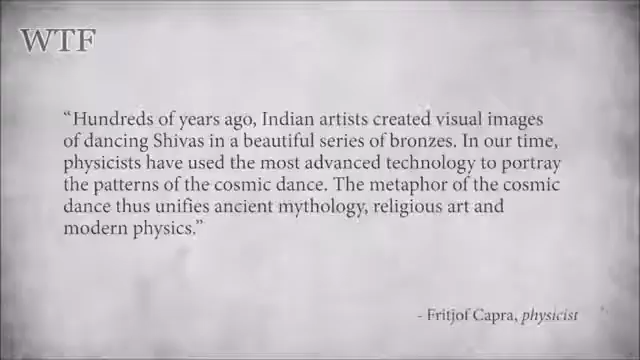 WTF
“Hundreds of years ago, Indian artists created visual images
of dancing Shivas in a beautiful series of bronzes. In our time,
physicists have used the most advanced technology to portray
the patterns of the cosmic dance. The metaphor of the cosmic
dance thus unifies ancient mythology, religious art and
modern physics.”
- Fritjof Capra, physicist